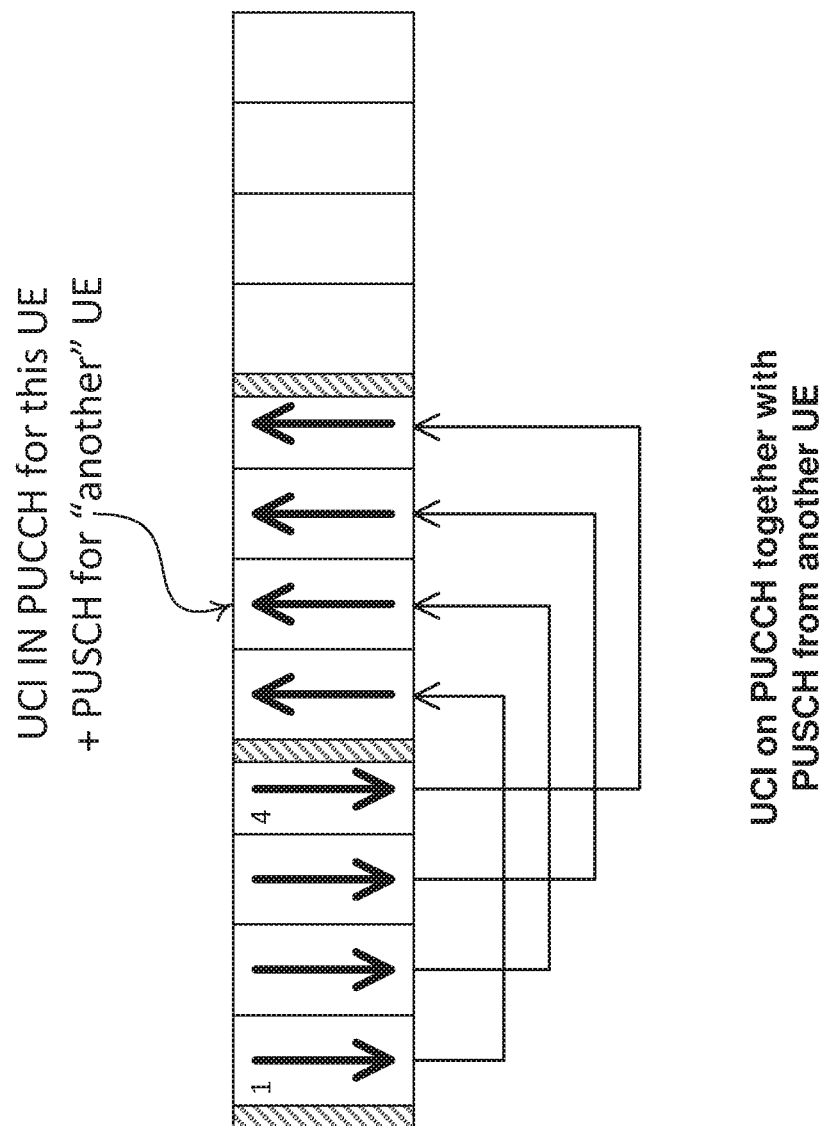 UCI IN PUCCH for this UE
+ PUSCH for “another” UE
1
4
UCI on PUCCH together with
PUSCH from another UE